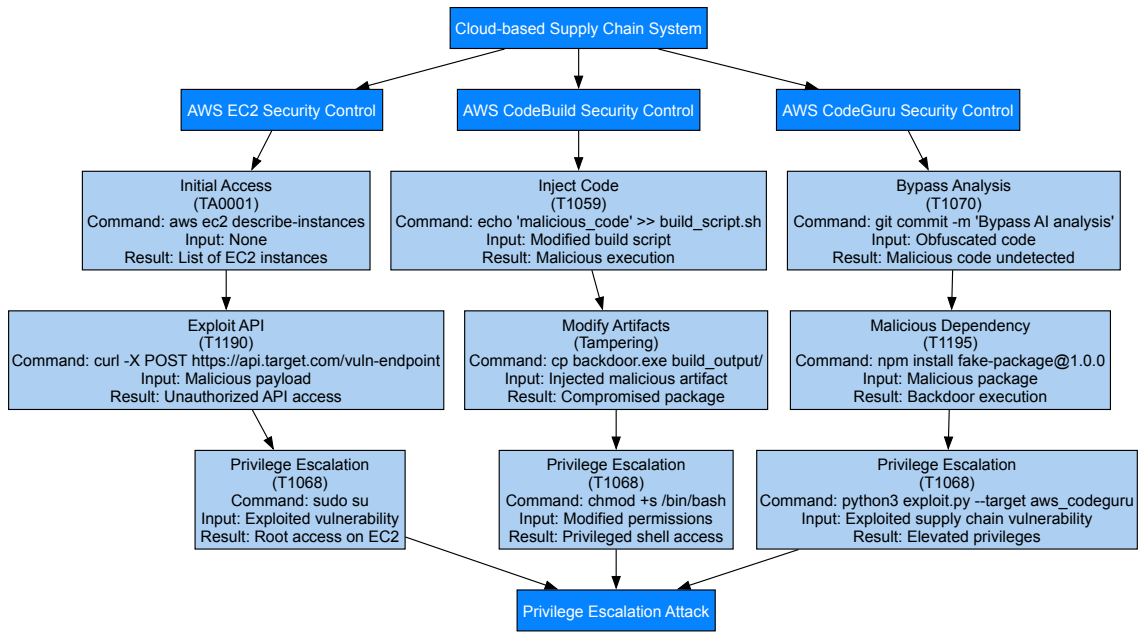 Cloud-based Supply Chain System
AWS EC2 Security Control
AWS CodeBuild Security Control
AWS CodeGuru Security Control
Initial Access
(TA0001)
Command: aws ec2 describe-instances
Input: None
Result: List of EC2 instances
Inject Code
(T1059)
Command: echo 'malicious_code' >> build_script.sh
Input: Modified build script
Result: Malicious execution
Bypass Analysis
(T1070)
Command: git commit -m 'Bypass AI analysis'
Input: Obfuscated code
Result: Malicious code undetected
Exploit API
(T1190)
Command: curl -X POST https://api.target.com/vuln-endpoint
Input: Malicious payload
Result: Unauthorized API access
Modify Artifacts
(Tampering)
Command: cp backdoor.exe build_output/
Input: Injected malicious artifact
Result: Compromised package
Malicious Dependency
(T1195)
Command: npm install fake-package@1.0.0
Input: Malicious package
Result: Backdoor execution
Privilege Escalation
(T1068)
Command: sudo su
Input: Exploited vulnerability
Result: Root access on EC2
Privilege Escalation
(T1068)
Command: chmod +s /bin/bash
Input: Modified permissions
Result: Privileged shell access
Privilege Escalation
(T1068)
Command: python3 exploit.py --target aws_codeguru
Input: Exploited supply chain vulnerability
Result: Elevated privileges
Privilege Escalation Attack